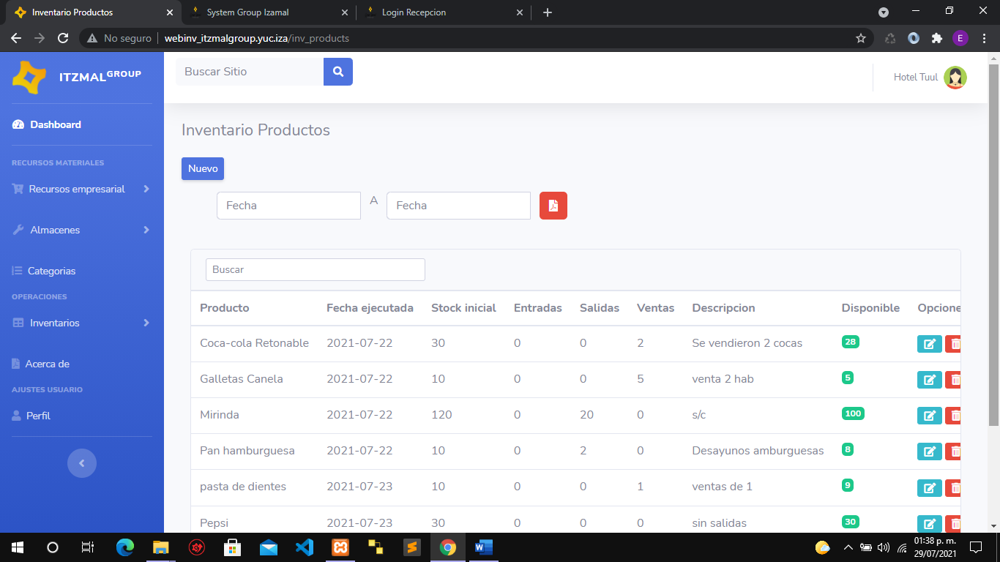 Inventario Productos
System Group Izamal
Login Recepcion
No seguro
webinv_itzmalgroup.yuc.iza/inv_products
E
ITZMALGROUP
Buscar Sitio
Hotel Tuul
Dashboard
RECURSOS MATERIALES
Recursos empresarial
Almacenes
Categorias
OPERACIONES
Inventarios
Acerca de
AJUSTES USUARIO
Perfil
Inventario Productos
Nuevo
Fecha A Fecha
Buscar
Producto Fecha ejecutada Stock inicial Entradas Salidas Ventas Descripcion Disponible Opcione
Coca-cola Retonable 2021-07-22 30 0 0 2 Se vendieron 2 cocas 28
Galletas Canela 2021-07-22 10 0 0 5 venta 2 hab 5
Mirinda 2021-07-22 120 0 20 0 s/c 100
Pan hamburguesa 2021-07-22 10 0 2 0 Desayunos amburguesas 8
pasta de dientes 2021-07-23 10 0 0 1 ventas de 1 9
Pepsi 2021-07-23 30 0 0 0 sin salidas 30
01:38 p. m.
29/07/2021